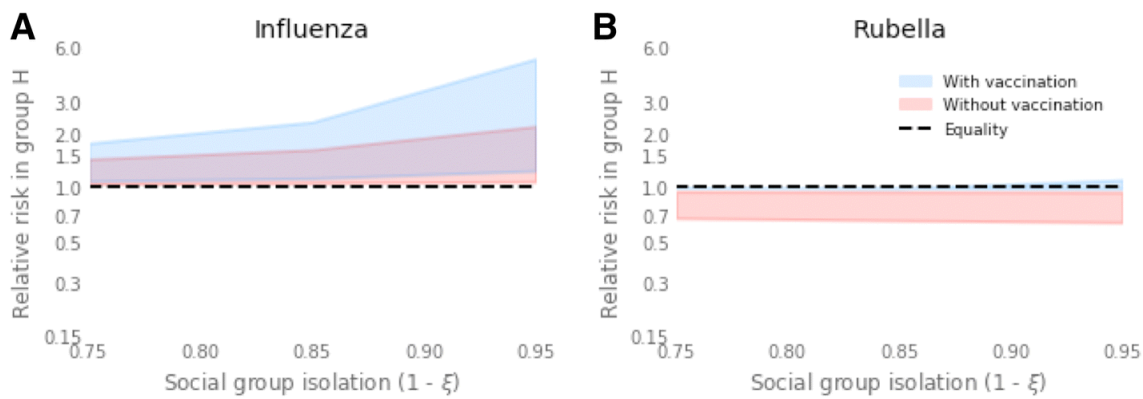 A
Influenza
Relative risk in group H
6.0
3.0
2.0
1.5
1.0
0.7
0.5
0.3
0.15
0.75
0.80
0.85
0.90
0.95
Social group isolation (1 - ξ)
B
Rubella
Relative risk in group H
6.0
3.0
2.0
1.5
1.0
0.7
0.5
0.3
0.15
With vaccination
Without vaccination
Equality
0.75
0.80
0.85
0.90
0.95
Social group isolation (1 - ξ)